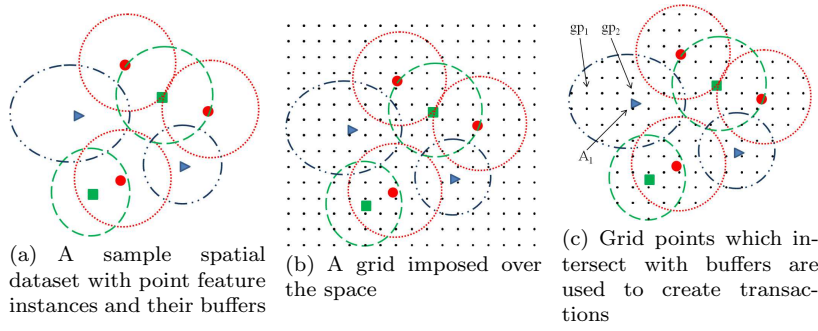 gp1
gp2
A1
(a) A sample spatial
dataset with point feature
instances and their buffers
(b) A grid imposed over
the space
(c) Grid points which in-
tersect with buffers are
used to create transac-
tions